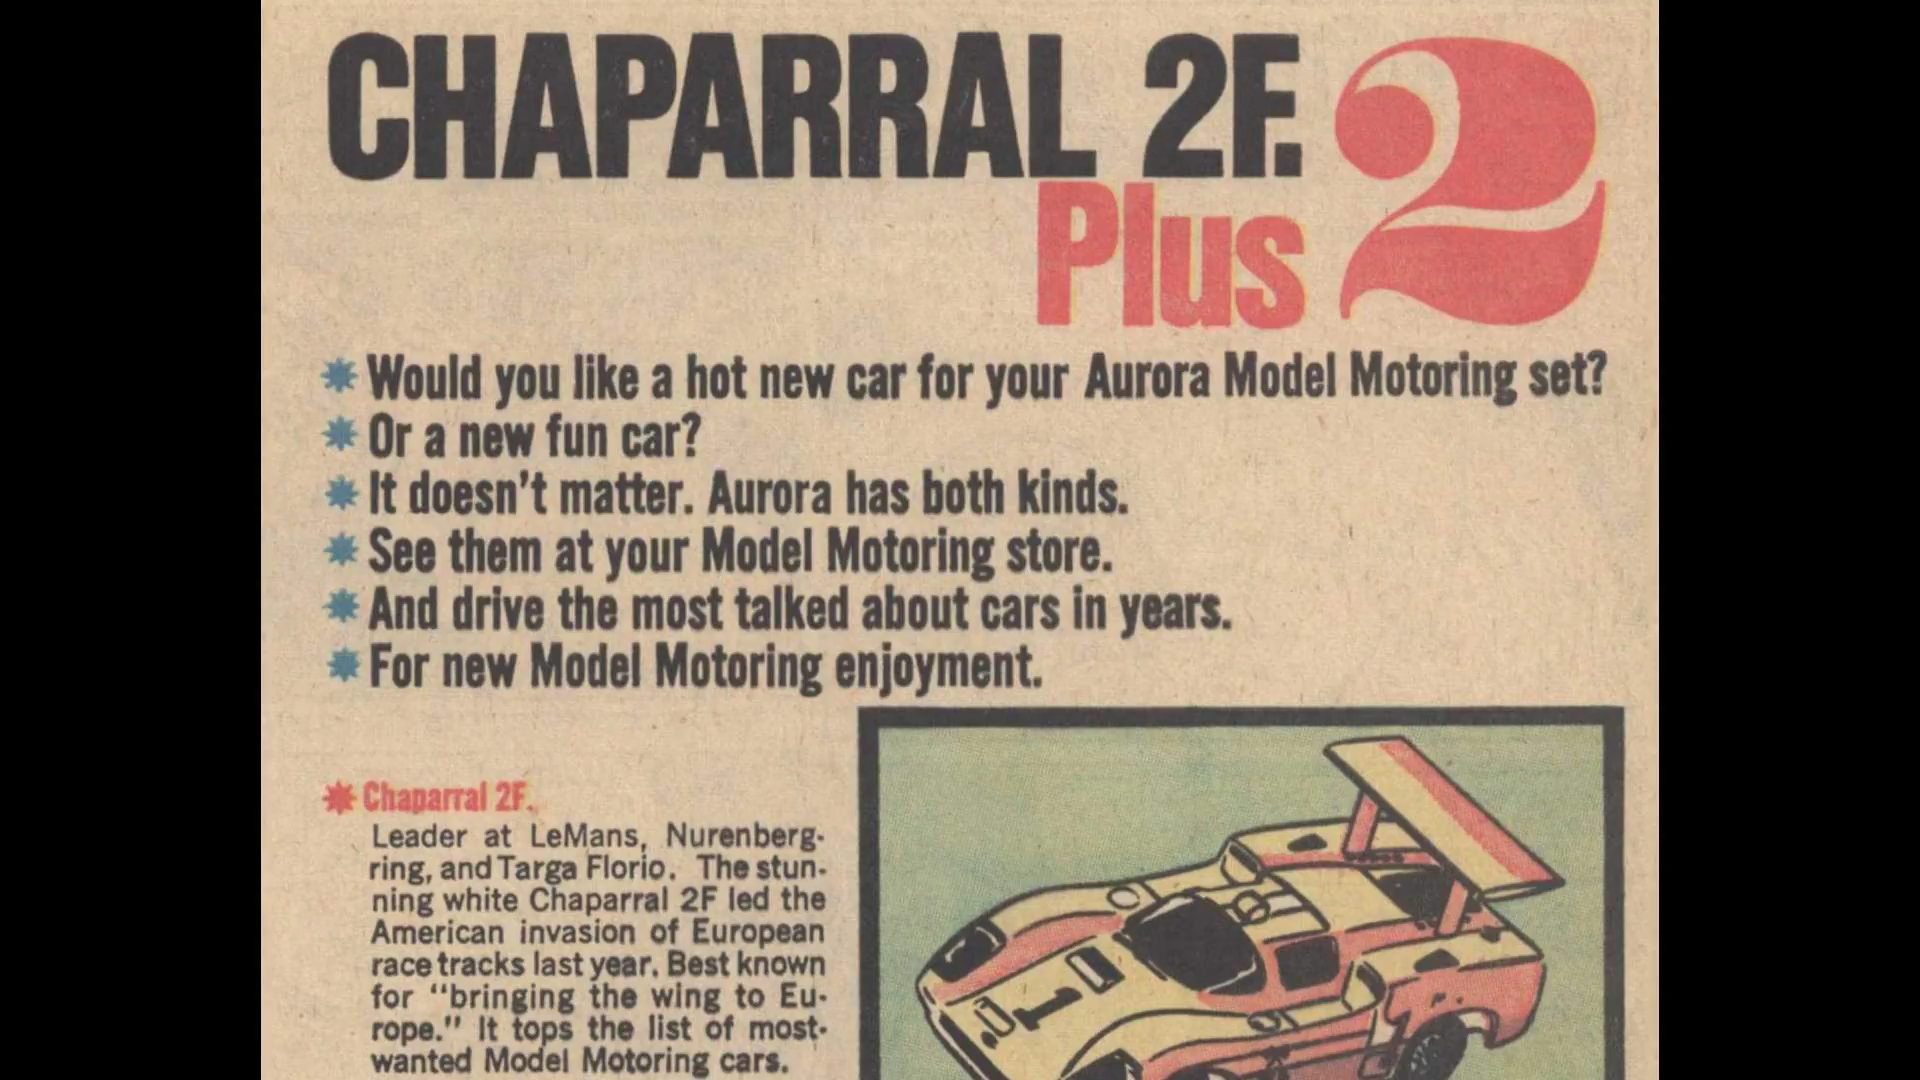 CHAPARRAL 2F.
Plus 2
Would you like a hot new car for your Aurora Model Motoring set?
Or a new fun car?
It doesn't matter. Aurora has both kinds.
See them at your Model Motoring store.
And drive the most talked about cars in years.
For new Model Motoring enjoyment.
Chaparral 2F.
Leader at LeMans, Nurenberg-
ring, and Targa Florio. The stun-
ning white Chaparral 2F led the
American invasion of European
race tracks last year. Best known
for "bringing the wing to Eu-
rope." It tops the list of most-
wanted Model Motoring cars.
1